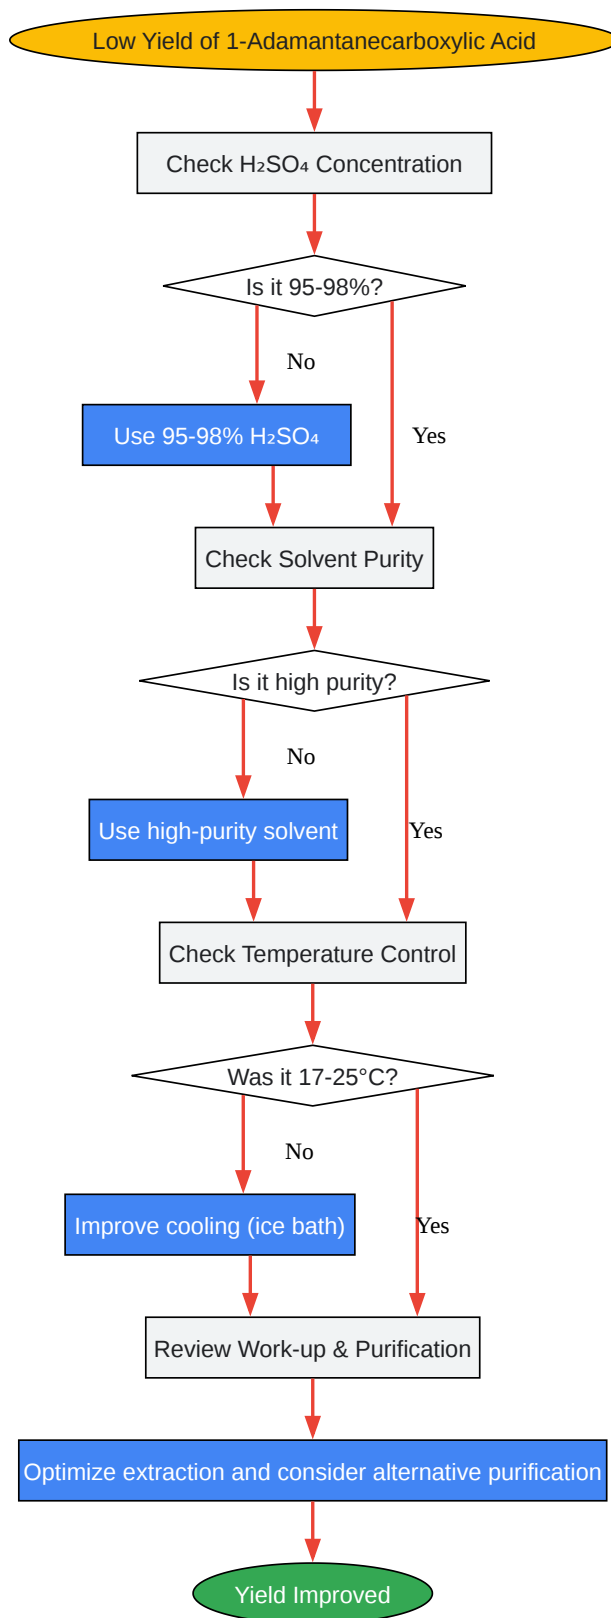 Low Yield of 1-Adamantanecarboxylic Acid
Check H₂SO₄ Concentration
Is it 95-98%?
No
Use 95-98% H₂SO₄
Yes
Check Solvent Purity
Is it high purity?
No
Use high-purity solvent
Yes
Check Temperature Control
Was it 17-25°C?
No
Improve cooling (ice bath)
Yes
Review Work-up & Purification
Optimize extraction and consider alternative purification
Yield Improved